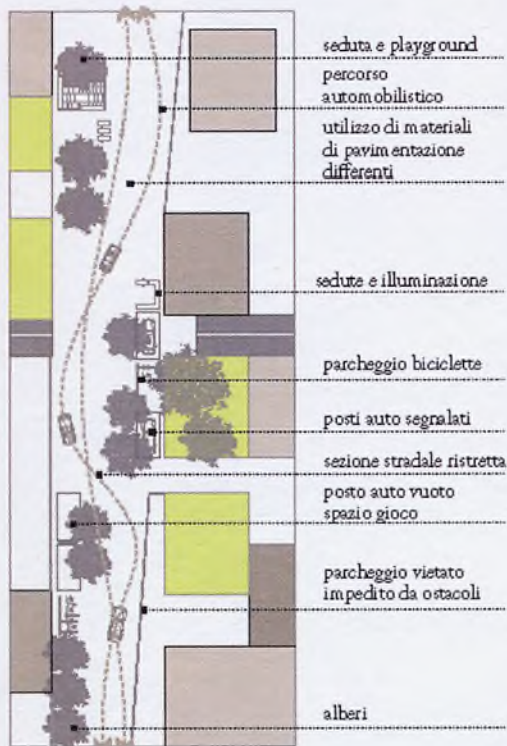 seduta e playground
percorso
automobilistico
utilizzo di materiali
di pavimentazione
differenti
sedute e illuminazione
parcheggio biciclette
posti auto segnalati
sezione stradale ristretta
posto auto vuoto
spazio gioco
parcheggio vietato
impedito da ostacoli
alberi